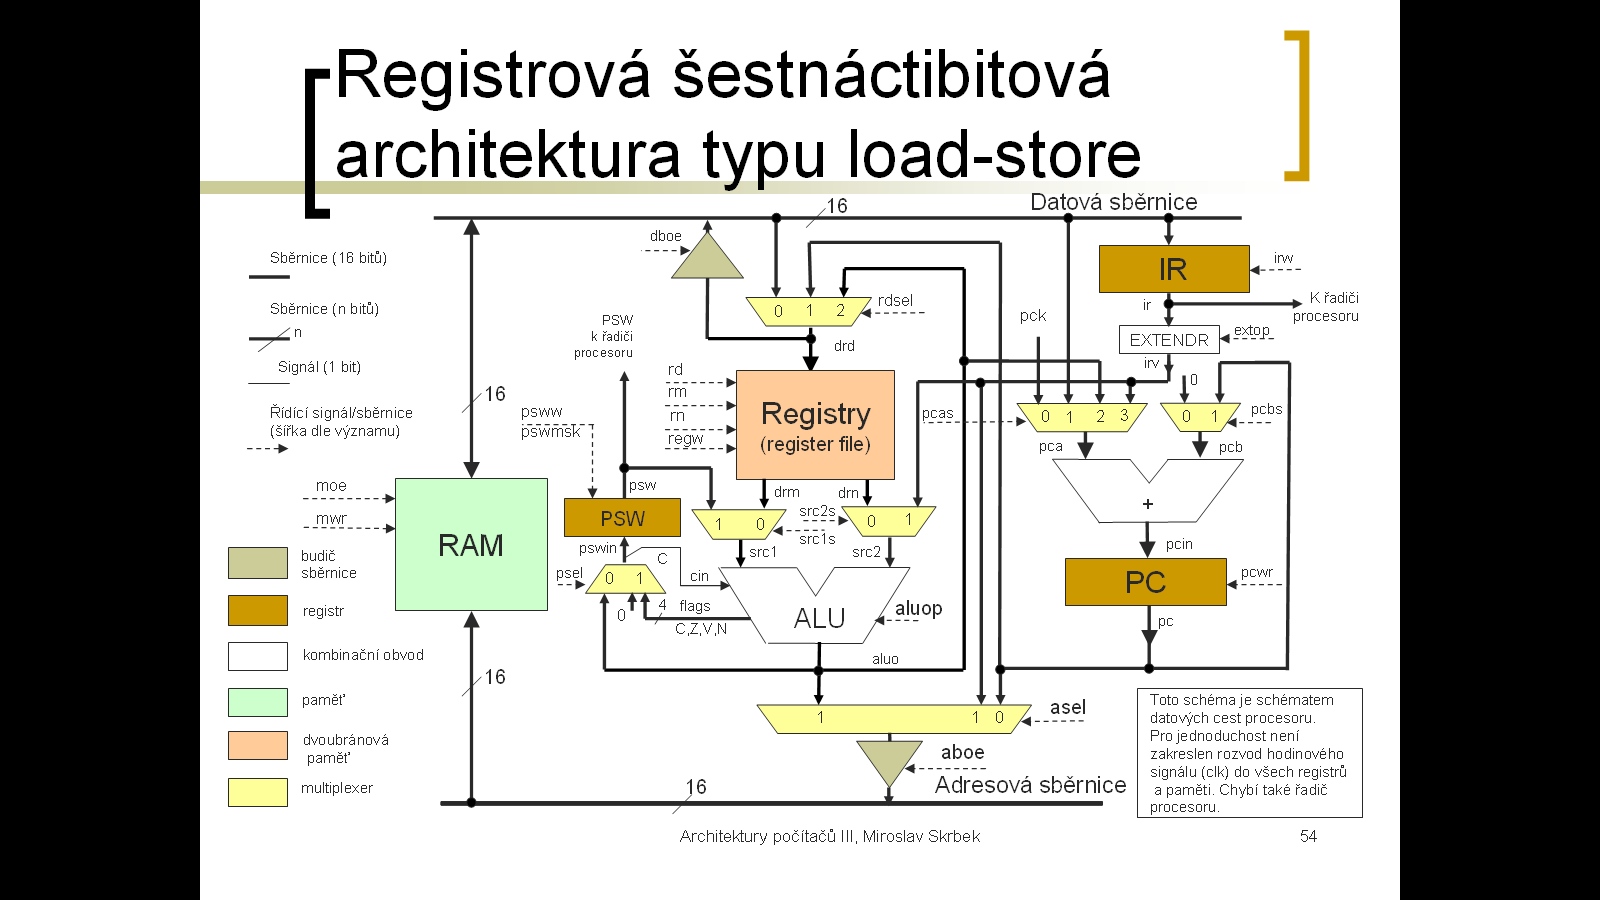 Registrová šestnáctibitová
architektura typu load-store
Datová sběrnice
16
Sběrnice (16 bitů)
Sběrnice (n bitů)
n
Signál (1 bit)
Řídící signál/sběrnice
(šířka dle významu)
moe
mwr
budič
sběrnice
registr
kombinační obvod
paměť
dvoubránová
paměť
multiplexer
16
RAM
16
dboe
0 1 2
rdsel
drd
PSW
k řadiči
procesoru
psww
pswmsk
rd
rm
rn
regw
Registry
(register file)
psw
PSW
pswin
psel
0 1
0
C
cin
4
flags
C,Z,V,N
drm
drn
1 0
src2s
src1s
0 1
src1
src2
ALU
aluop
aluo
IR
irw
ir
K řadiči
procesoru
EXTENDR
extop
irv
pck
0
pcas
0 1 2 3
0 1
pcbs
pca
pcb
+
pcin
PC
pcwr
pc
1 1 0
asel
aboe
Adresová sběrnice
16
Toto schéma je schématem
datových cest procesoru.
Pro jednoduchost není
zakreslen rozvod hodinového
signálu (clk) do všech registrů
a paměti. Chybí také řadič
procesoru.
Architektury počítačů III, Miroslav Skrbek
54